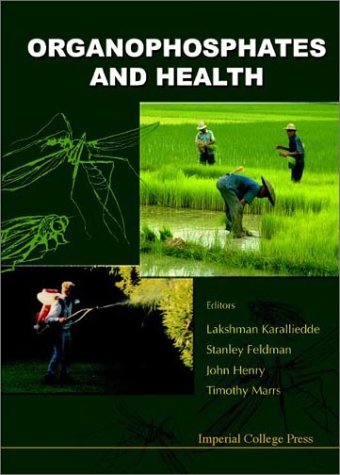 ORGANOPHOSPHATES
AND HEALTH
Editors
Lakshman Karalliedde
Stanley Feldman
John Henry
Timothy Marrs
Imperial College Press